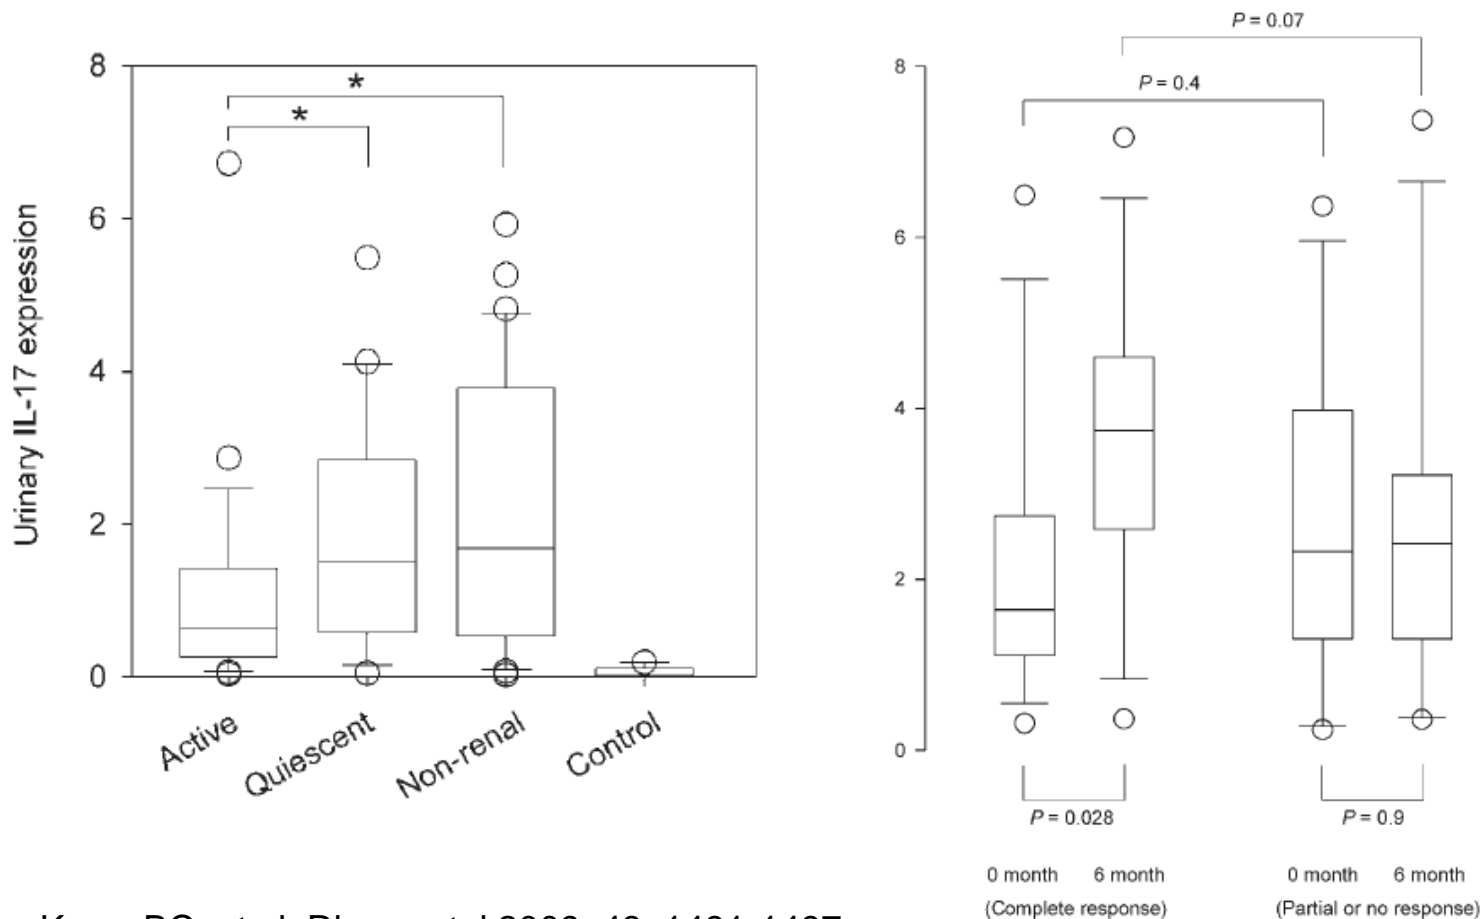 P = 0.07
8
8
*
P = 0.4
*
Urinary IL-17 expression
6
6
4
4
2
2
0
0
Active
Quiescent
Non-renal
Control
P = 0.028
P = 0.9
0 month 6 month
0 month 6 month
(Complete response)
(Partial or no response)